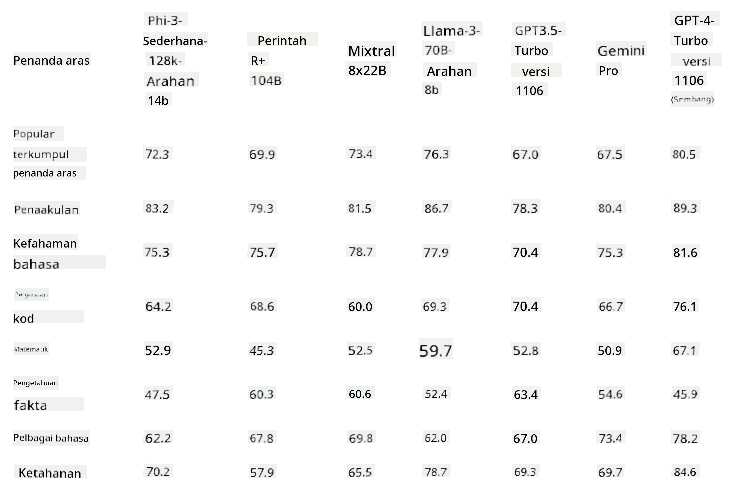 Penanda aras Phi-3-Sederhana-128k-Arahan 14b Perintah R+ 104B Mixtral 8x22B Llama-3-70B-Arahan 8b GPT3.5-Turbo versi 1106 Gemini Pro GPT-4-Turbo versi 1106 (Sembang)
Popular terkumpul penanda aras 72.3 69.9 73.4 76.3 67.0 67.5 80.5
Penaakulan 83.2 79.3 81.5 86.7 78.3 80.4 89.3
Kefahaman bahasa 75.3 75.7 78.7 77.9 70.4 75.3 81.6
kod 64.2 68.6 60.0 69.3 70.4 66.7 76.1
Matematik 52.9 45.3 52.5 59.7 52.8 50.9 67.1
Pengetahuan fakta 47.5 60.3 60.6 52.4 63.4 54.6 45.9
Pelbagai bahasa 62.2 67.8 69.8 62.0 67.0 73.4 78.2
Ketahanan 70.2 57.9 65.5 78.7 69.3 69.7 84.6